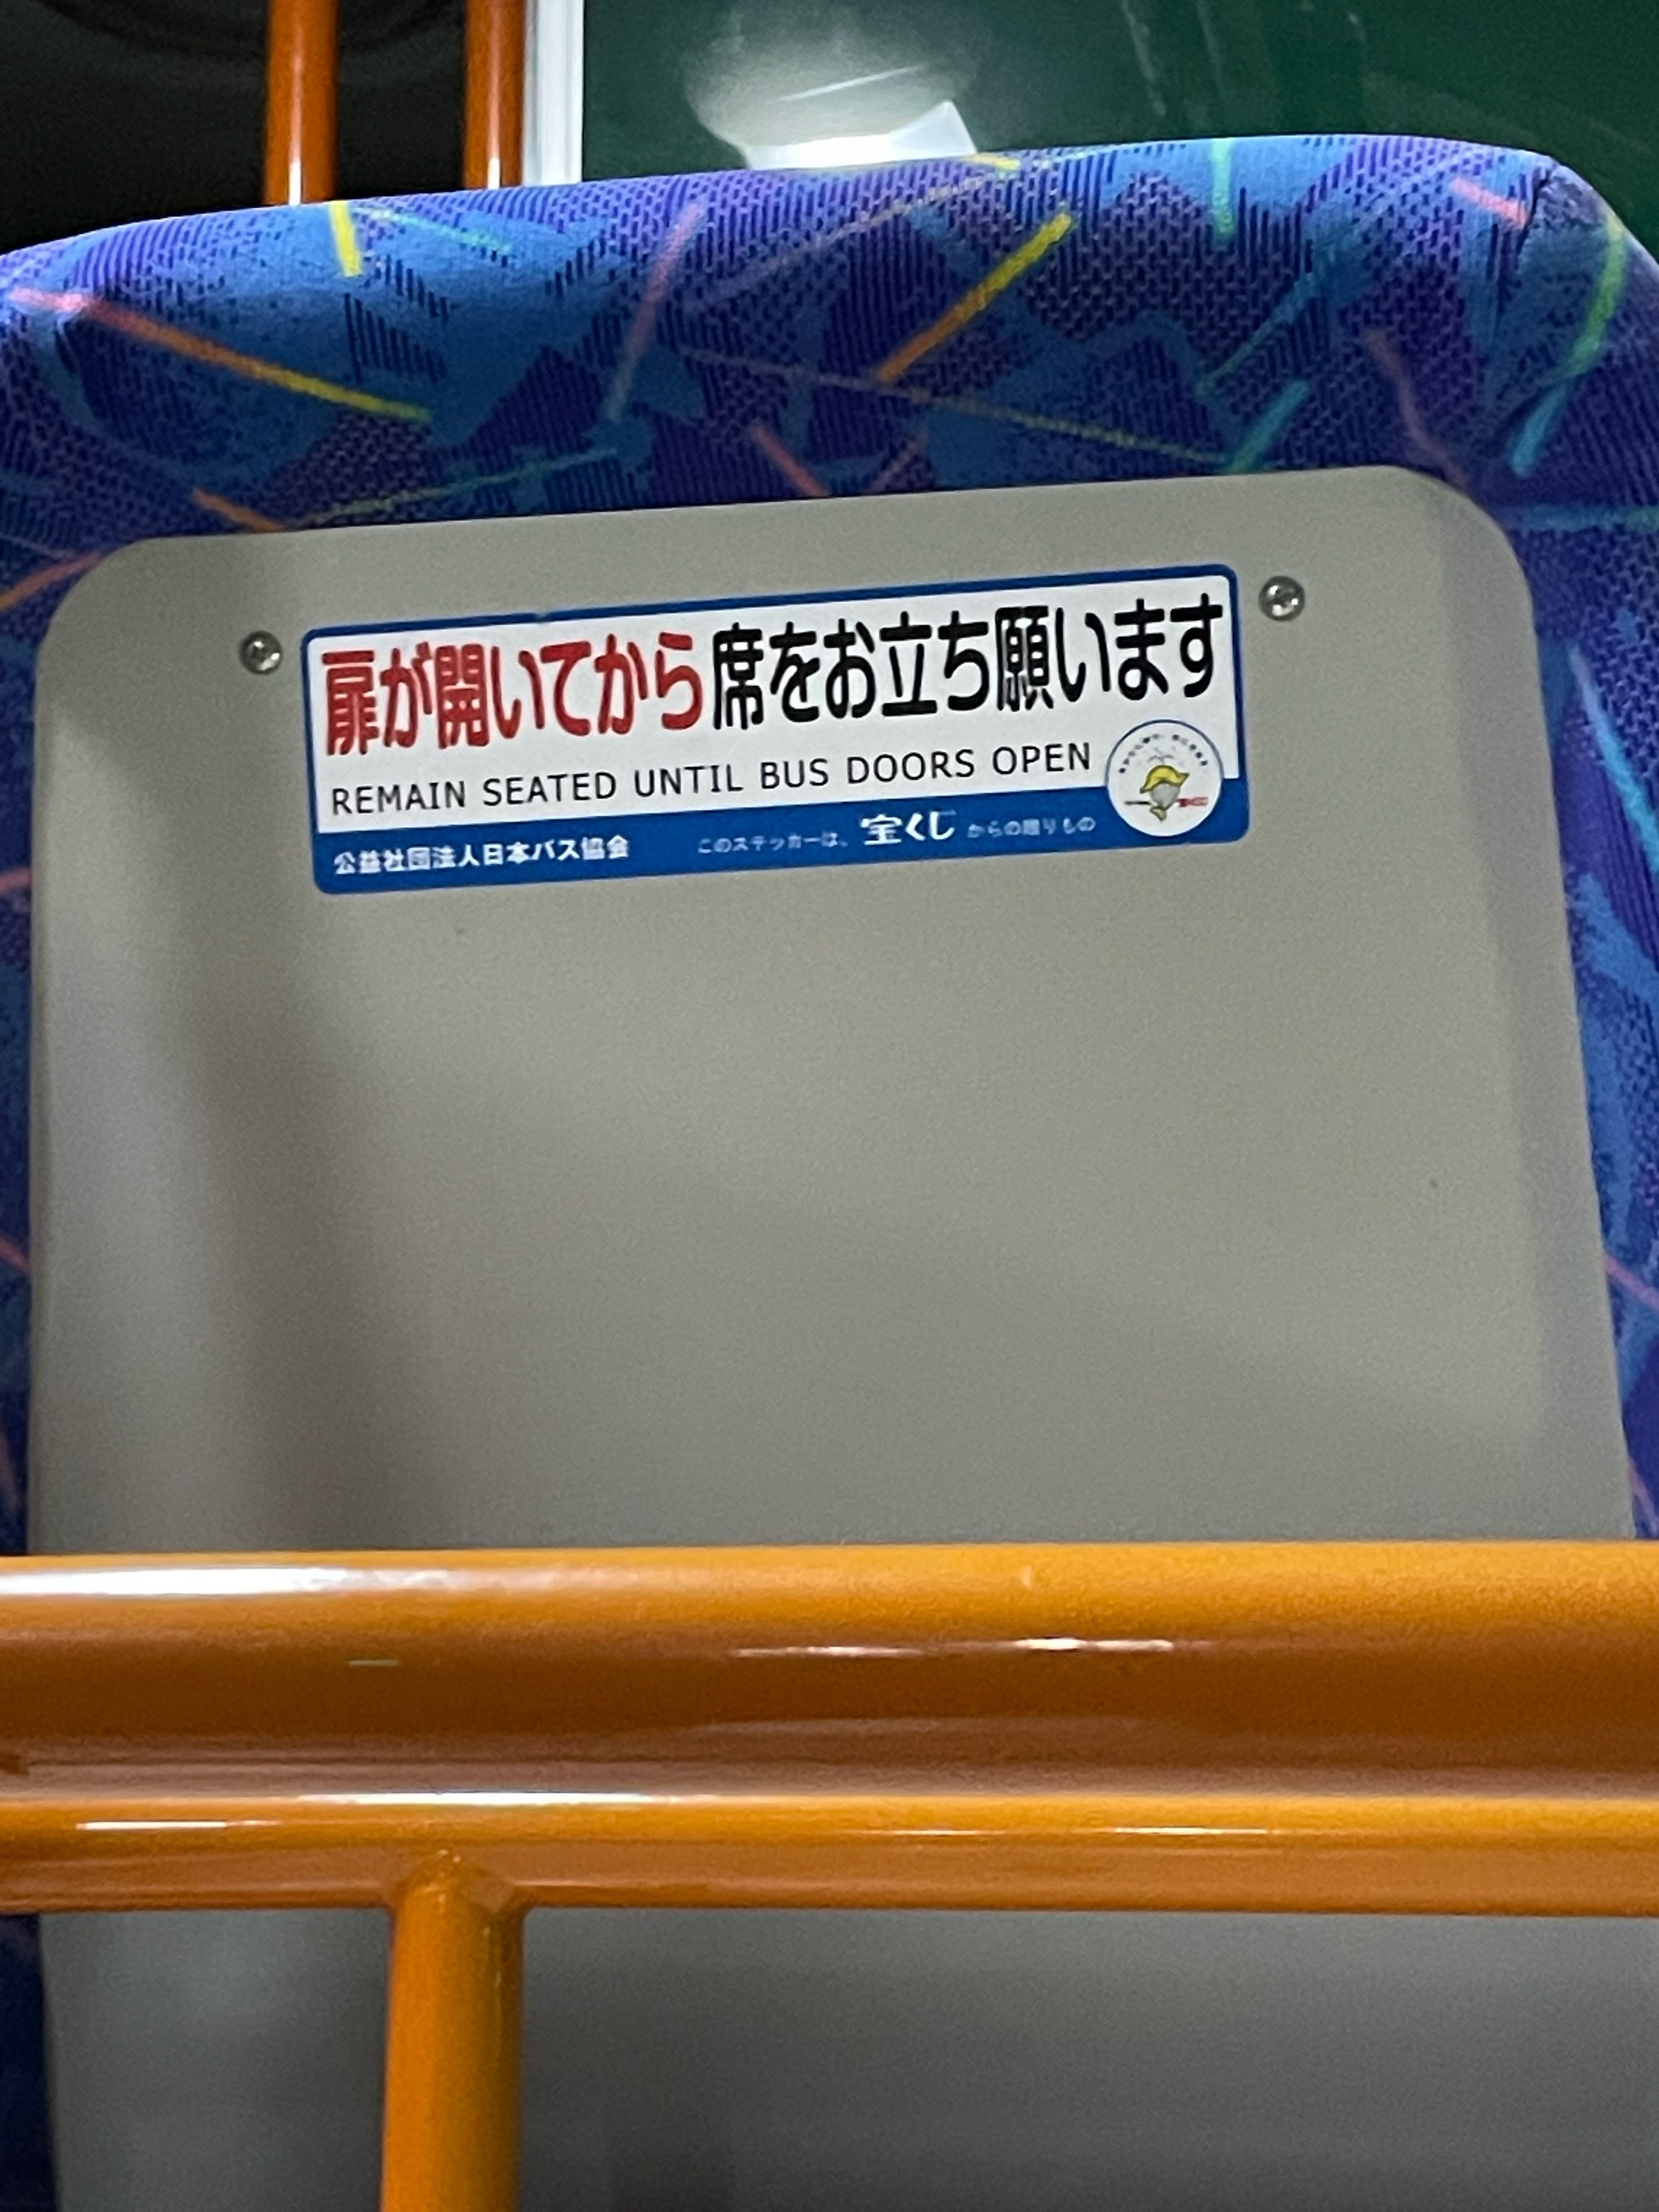 扉が開いてから席をお立ち願います
REMAIN SEATED UNTIL BUS DOORS OPEN
公益社団法人日本バス協会 このステッカーは、宝くじからの贈りもの